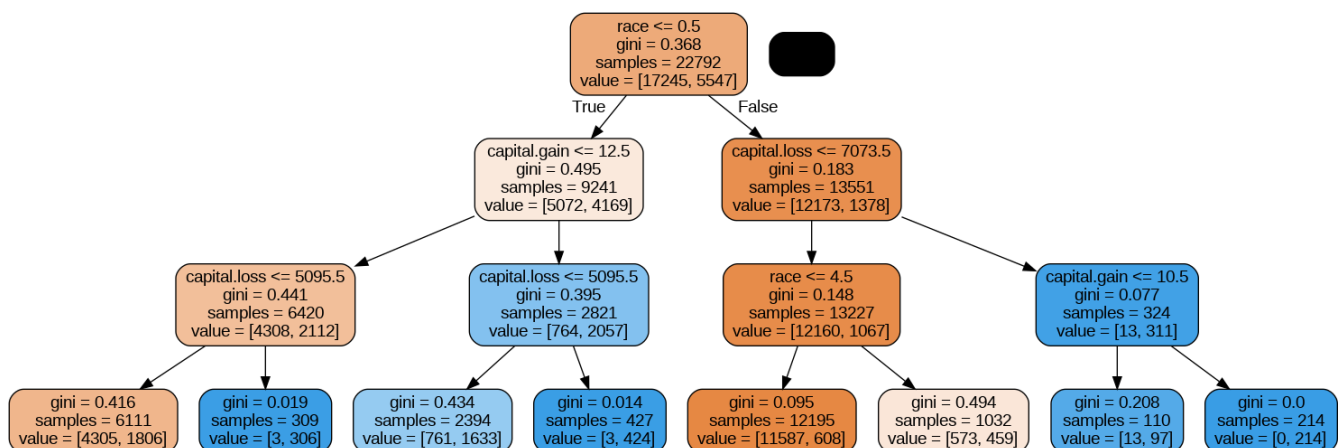 race <= 0.5
gini = 0.368
samples = 22792
value = [17245, 5547]
True
False
capital.gain <= 12.5
gini = 0.495
samples = 9241
value = [5072, 4169]
capital.loss <= 7073.5
gini = 0.183
samples = 13551
value = [12173, 1378]
capital.loss <= 5095.5
gini = 0.441
samples = 6420
value = [4308, 2112]
capital.loss <= 5095.5
gini = 0.395
samples = 2821
value = [764, 2057]
race <= 4.5
gini = 0.148
samples = 13227
value = [12160, 1067]
capital.gain <= 10.5
gini = 0.077
samples = 324
value = [13, 311]
gini = 0.416
samples = 6111
value = [4305, 1806]
gini = 0.019
samples = 309
value = [3, 306]
gini = 0.434
samples = 2394
value = [761, 1633]
gini = 0.014
samples = 427
value = [3, 424]
gini = 0.095
samples = 12195
value = [11587, 608]
gini = 0.494
samples = 1032
value = [573, 459]
gini = 0.208
samples = 110
value = [13, 97]
gini = 0.0
samples = 214
value = [0, 214]